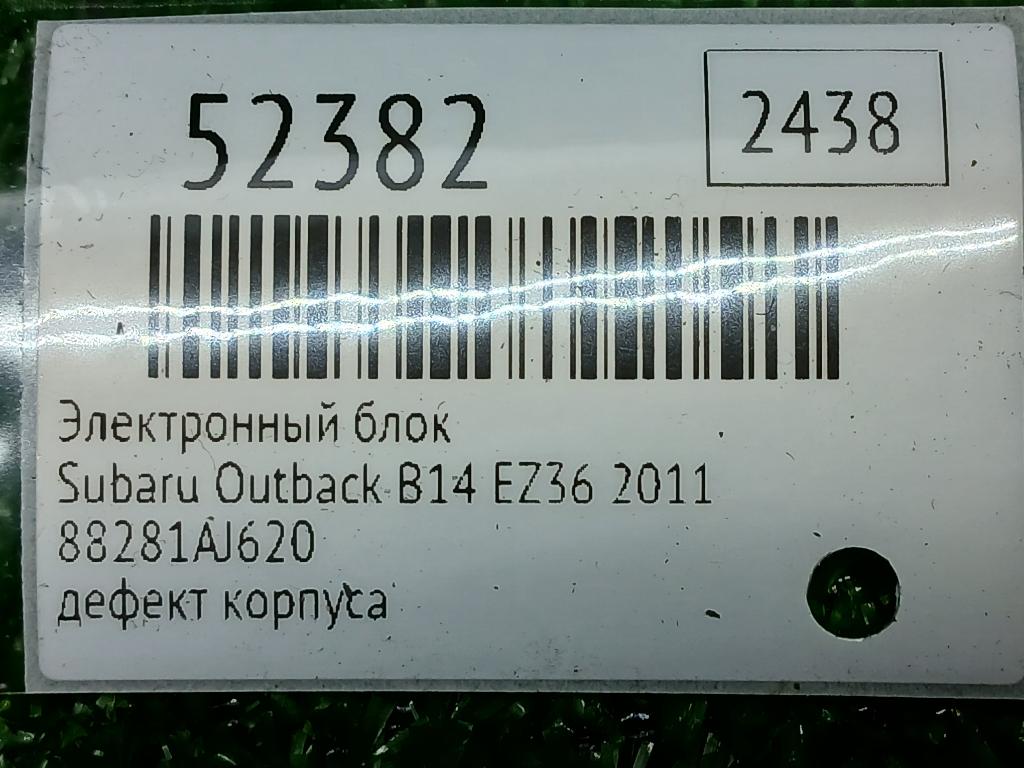 52382
2438
Электронный блок
Subaru Outback B14 EZ36 2011
88281AJ620
дефект корпуса